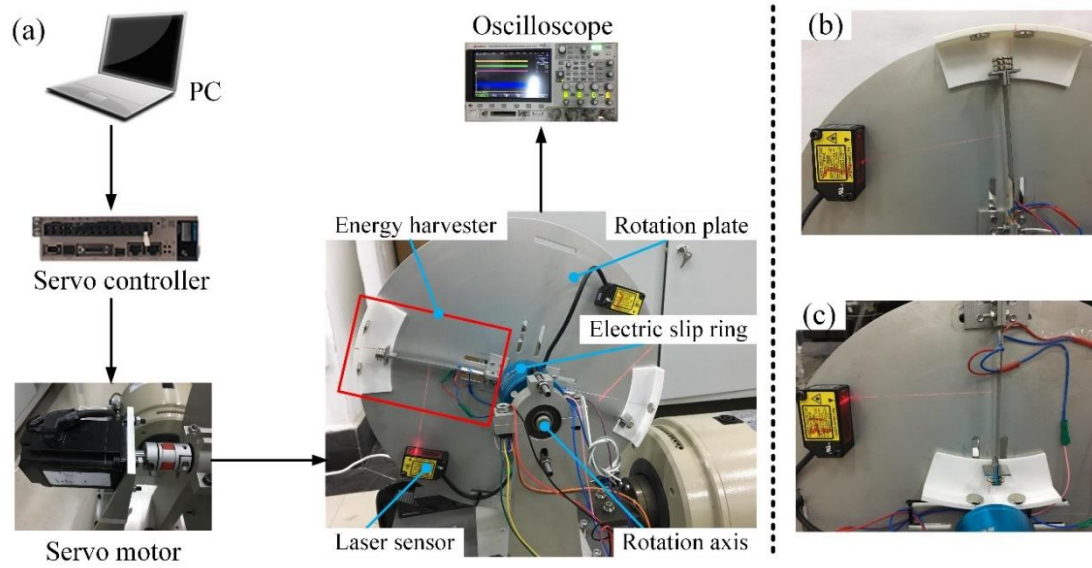 (a)
PC
Servo controller
Servo motor
Oscilloscope
Energy harvester
Rotation plate
Electric slip ring
Laser sensor
Rotation axis
(b)
(c)